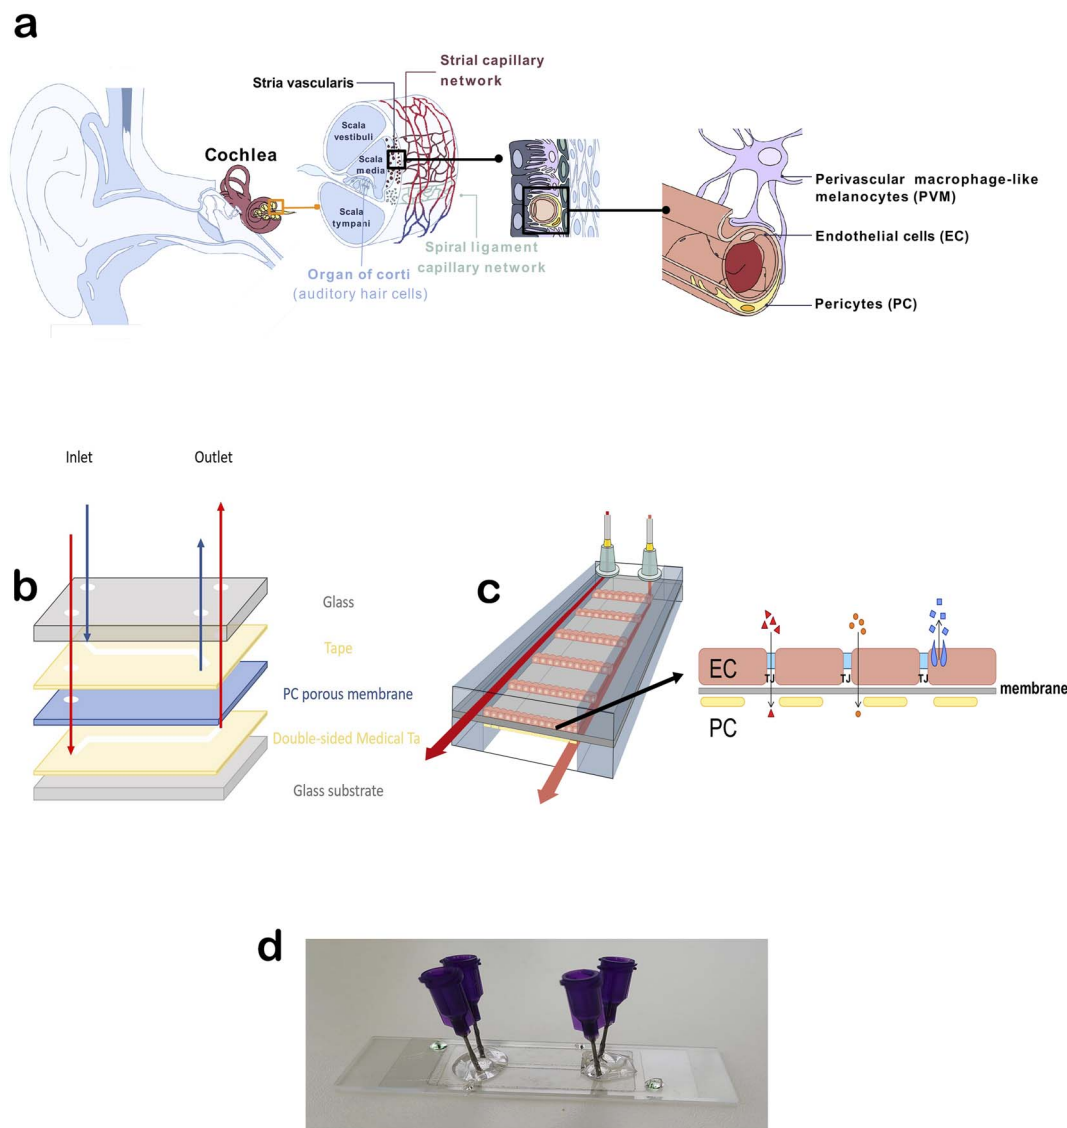 a
Strial capillary
network
Stria vascularis
Scala
vestibuli
Cochlea
Scala
media
Perivascular macrophage-like
melanocytes (PVM)
Scala
tympani
Endothelial cells (EC)
Spiral ligament
capillary network
Organ of corti
(auditory hair cells)
Pericytes (PC)
b
Inlet
Outlet
Glass
Tape
PC porous membrane
Double-sided Medical Ta
Glass substrate
c
EC
TJ
TJ
TJ
membrane
PC
d